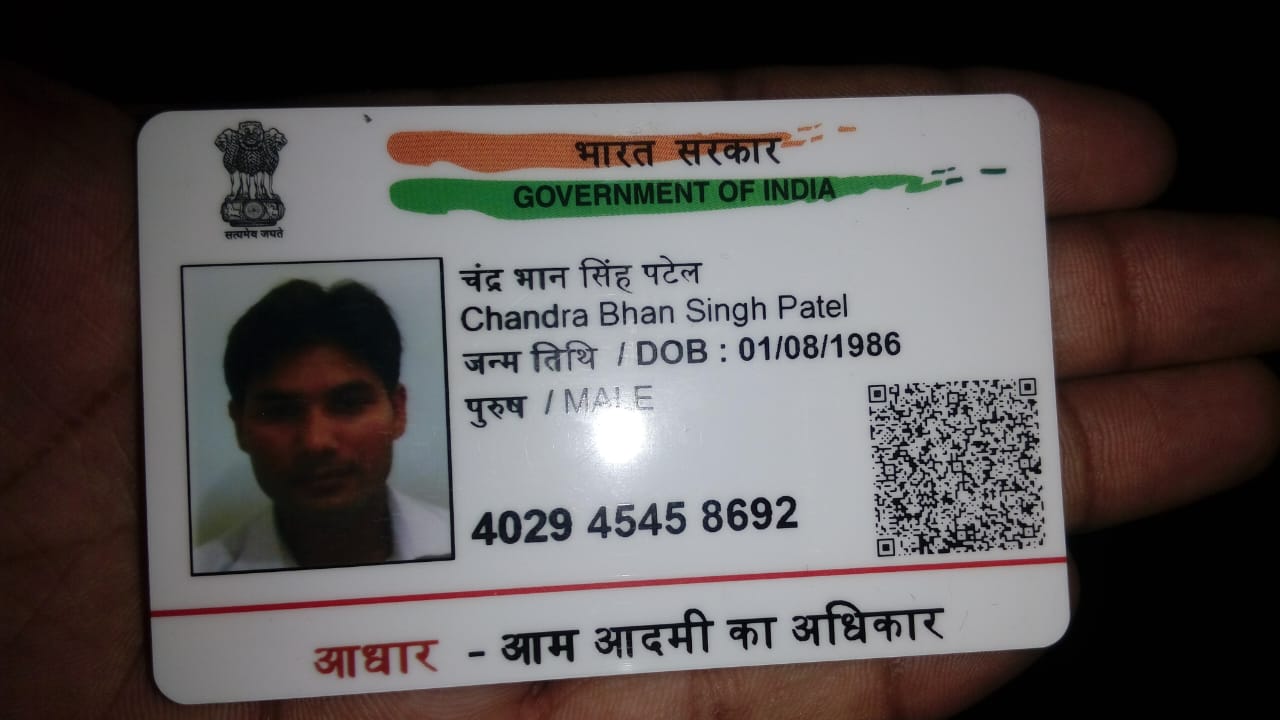 भारत सरकार
GOVERNMENT OF INDIA
सत्यमेव जयते
चंद्र भान सिंह पटेल
Chandra Bhan Singh Patel
जन्म तिथि / DOB : 01/08/1986
पुरुष / MALE
4029 4545 8692
आधार - आम आदमी का अधिकार